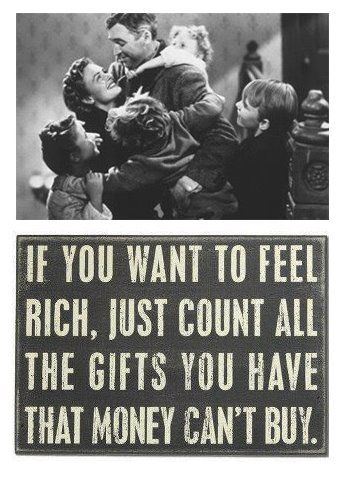 IF YOU WANT TO FEEL
RICH, JUST COUNT ALL
THE GIFTS YOU HAVE
THAT MONEY CAN'T BUY.